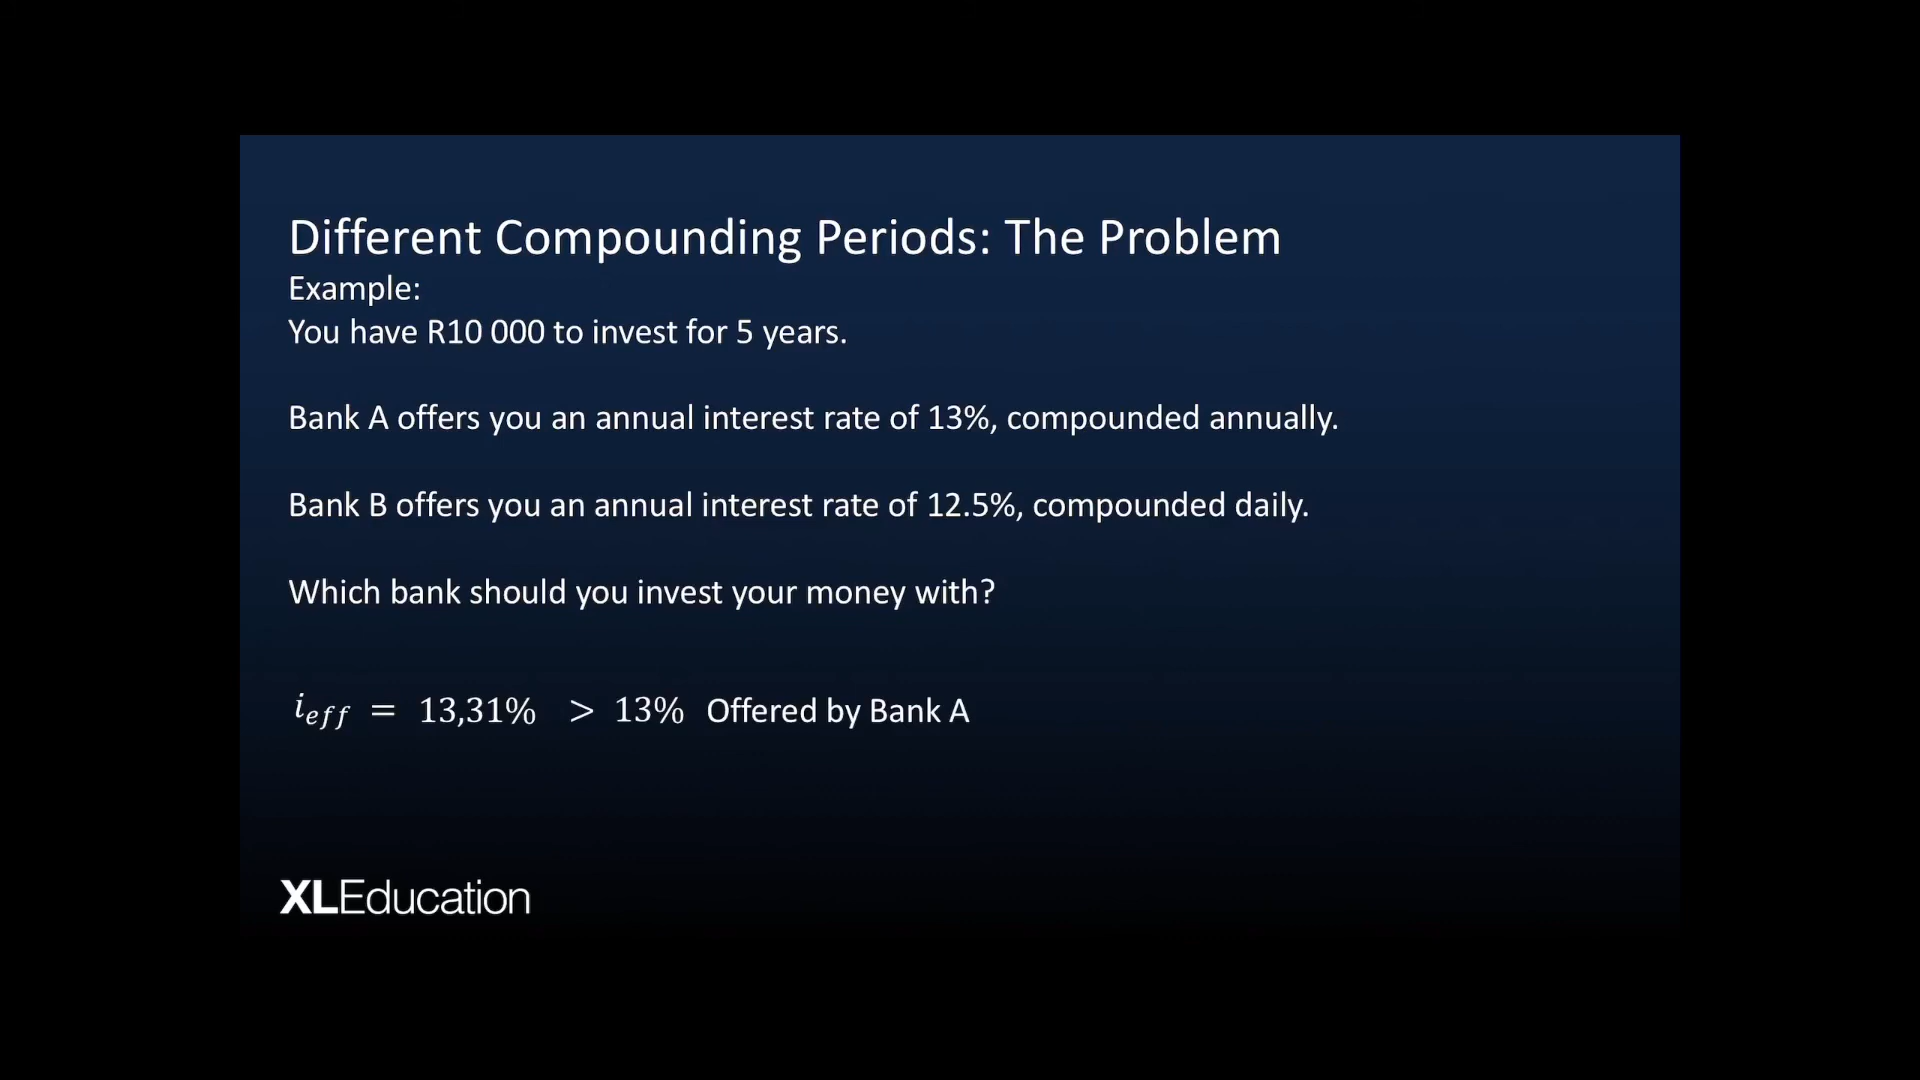 Different Compounding Periods: The Problem
Example:
You have R10 000 to invest for 5 years.
Bank A offers you an annual interest rate of 13%, compounded annually.
Bank B offers you an annual interest rate of 12.5%, compounded daily.
Which bank should you invest your money with?
i_eff = 13,31% > 13% Offered by Bank A
XLEducation